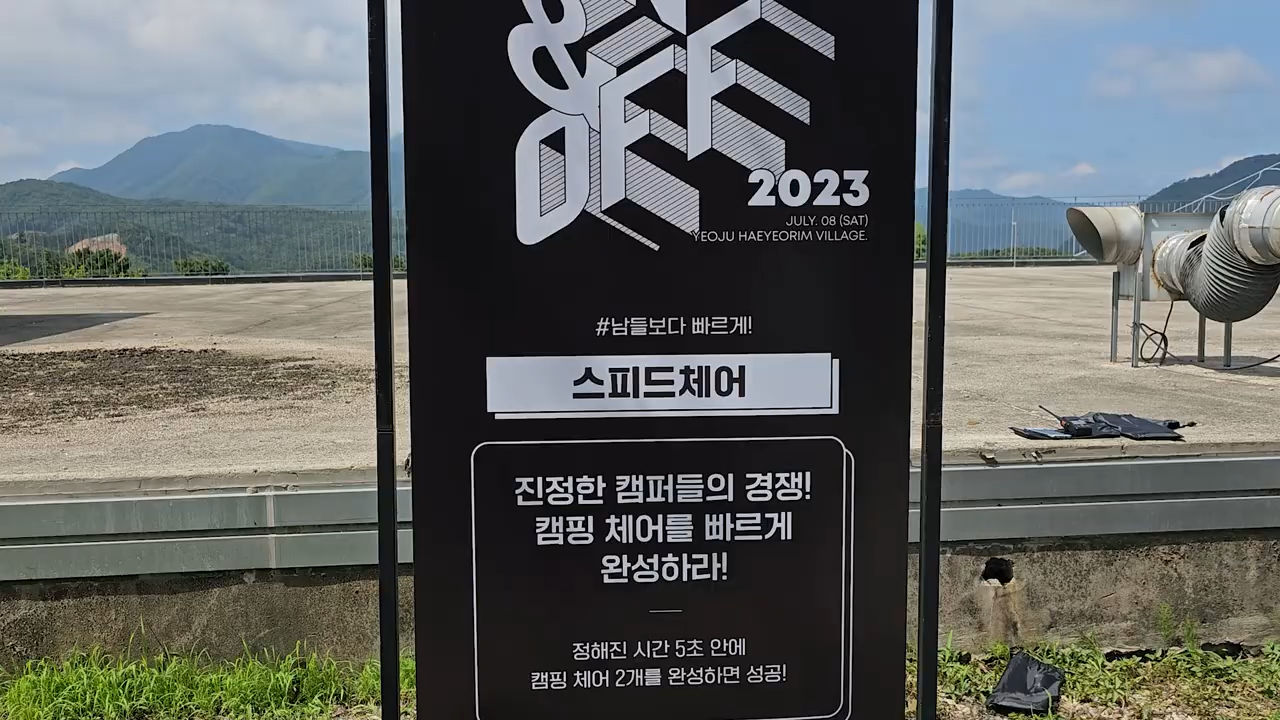 &
OFF
2023
JULY. 08 (SAT)
YEOJU HAEYEORIM VILLAGE.
#남들보다 빠르게!
스피드체어
진정한 캠퍼들의 경쟁!
캠핑 체어를 빠르게
완성하라!
정해진 시간 5초 안에
캠핑 체어 2개를 완성하면 성공!